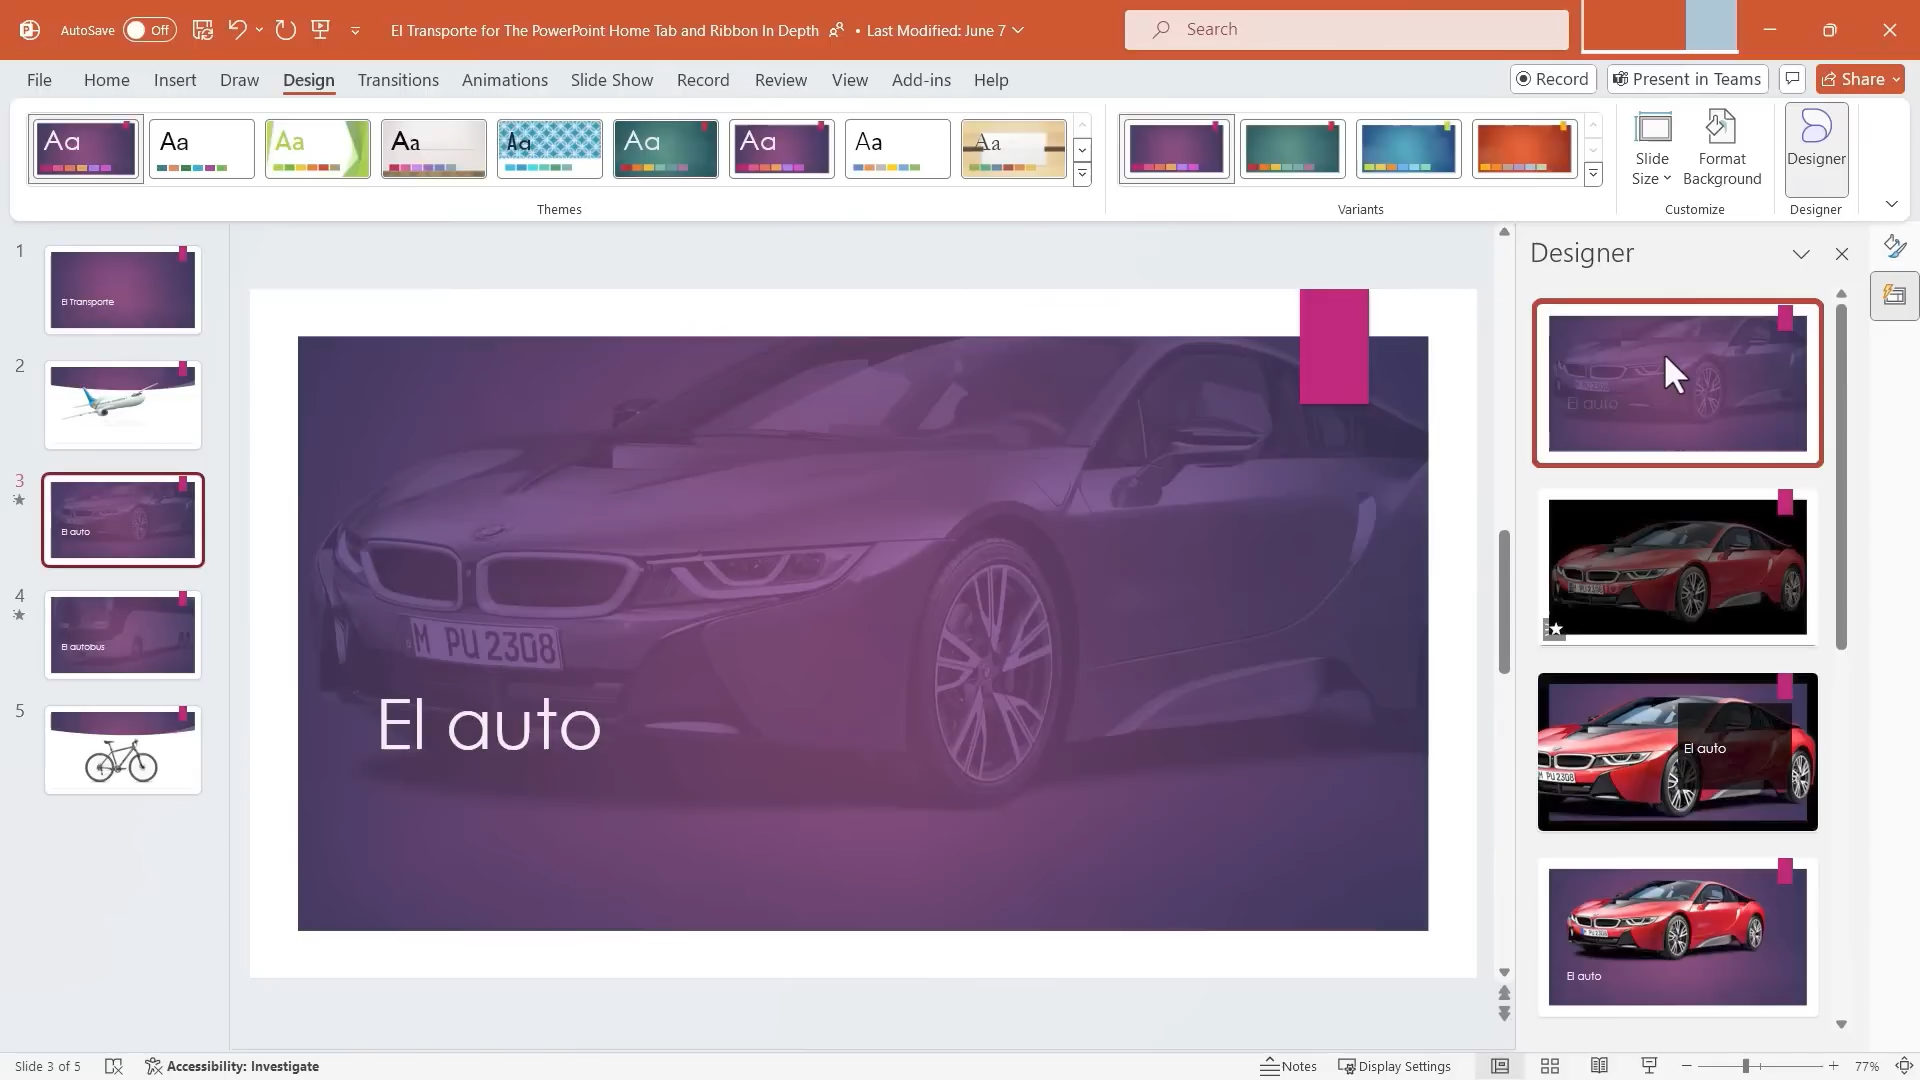 AutoSave Off El Transporte for The PowerPoint Home Tab and Ribbon In Depth • Last Modified: June 7 Search
File Home Insert Draw Design Transitions Animations Slide Show Record Review View Add-ins Help Record Present in Teams Share
Aa Aa Aa Aa Aa Aa Aa Aa Aa
Slide Size
Format Background
Designer
Themes Variants Customize Designer
1
El Transporte
2
3
El auto
4
El autobus
5
M PU 2308
El auto
Designer
El auto
M PU 2308
El auto
M PU 2308
El auto
Slide 3 of 5 Accessibility: Investigate Notes Display Settings 77%